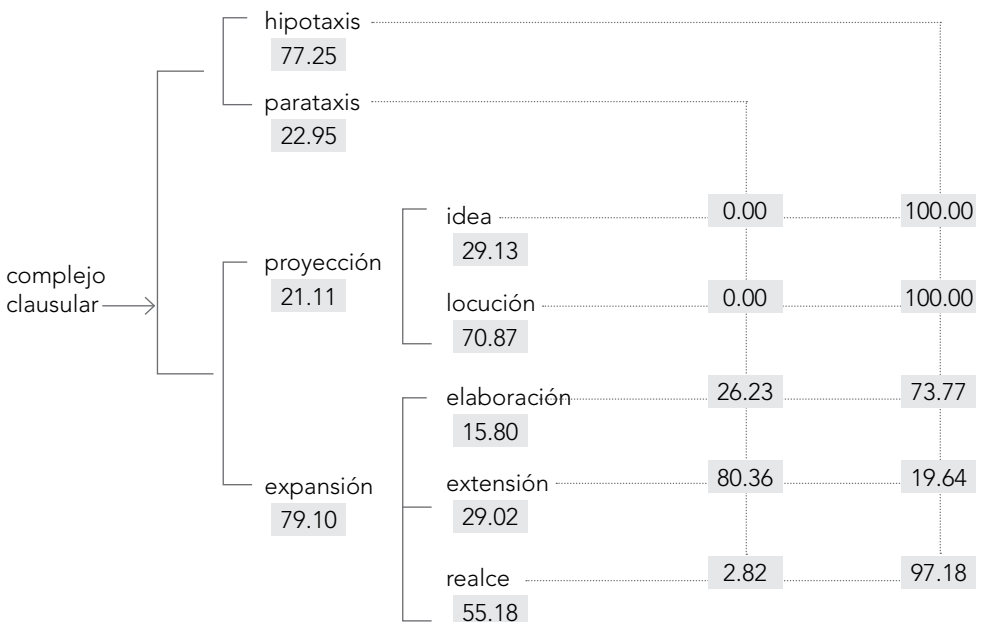 hipotaxis
77.25
parataxis
22.95
idea 0.00 100.00
29.13
proyección
21.11
complejo
clausular
locución 0.00 100.00
70.87
elaboración 26.23 73.77
15.80
expansión
79.10
extensión 80.36 19.64
29.02
realce 2.82 97.18
55.18